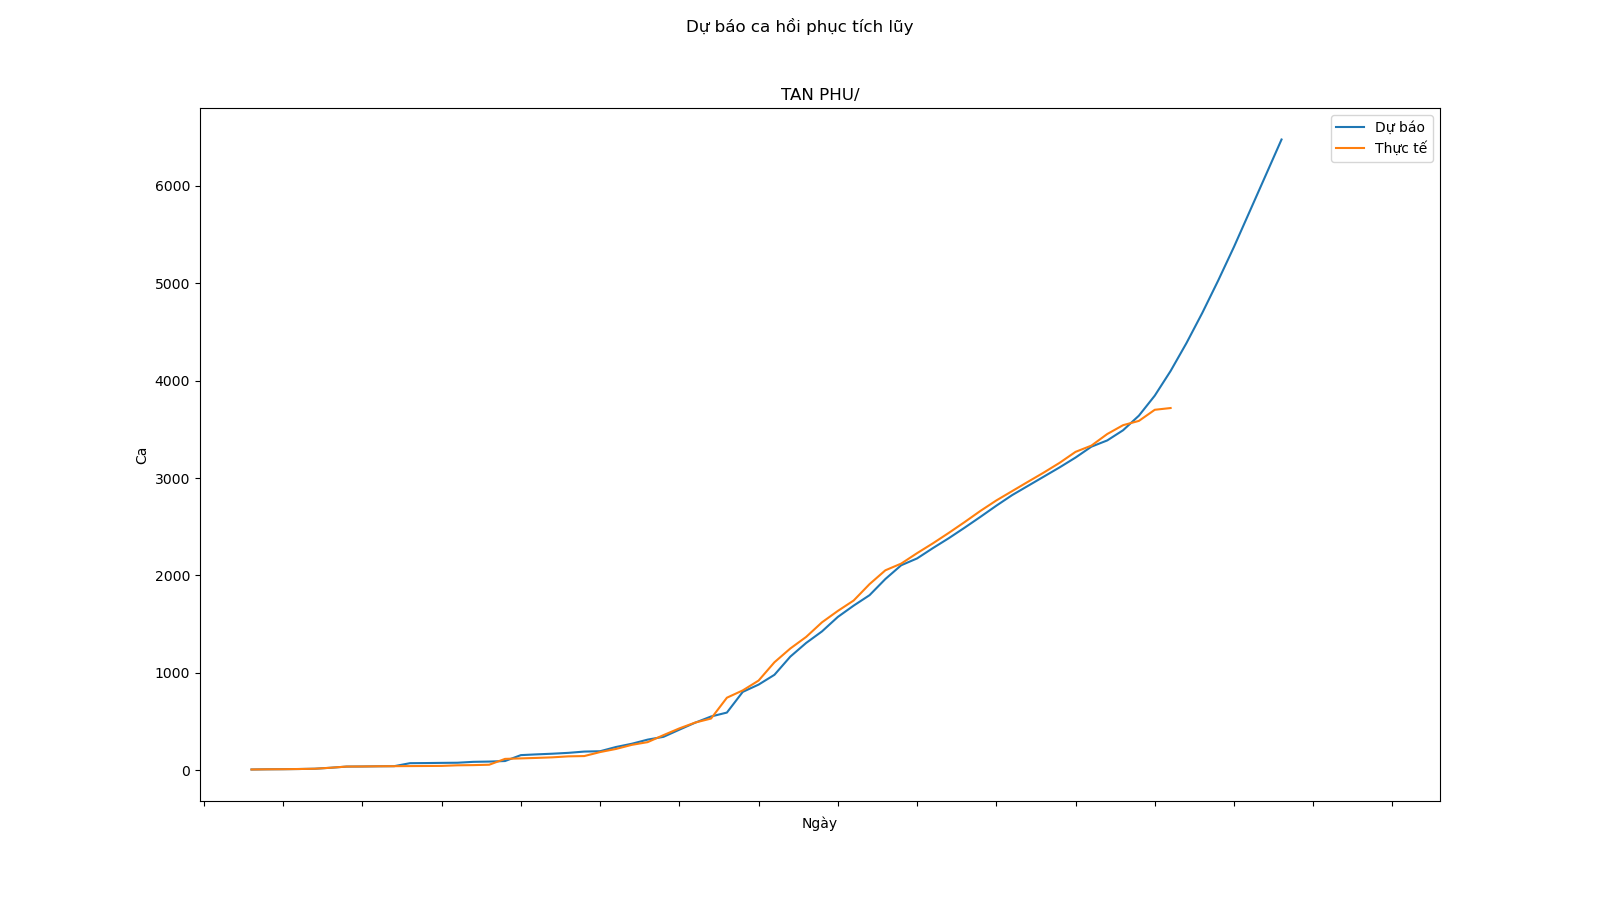 Dự báo ca hồi phục tích lũy
TAN PHU/
Dự báo
Thực tế
6000
5000
4000
3000
2000
1000
0
Ca
Ngày